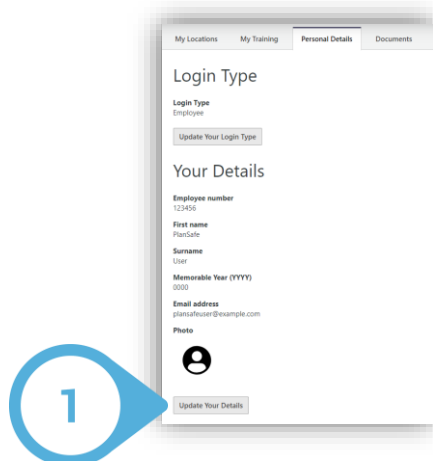 My Locations My Training Personal Details Documents
Login Type
Login Type
Employee
Update Your Login Type
Your Details
Employee number
123456
First name
PlanSafe
Surname
User
Memorable Year (YYYY)
0000
Email address
plansafeuser@example.com
Photo
1
Update Your Details